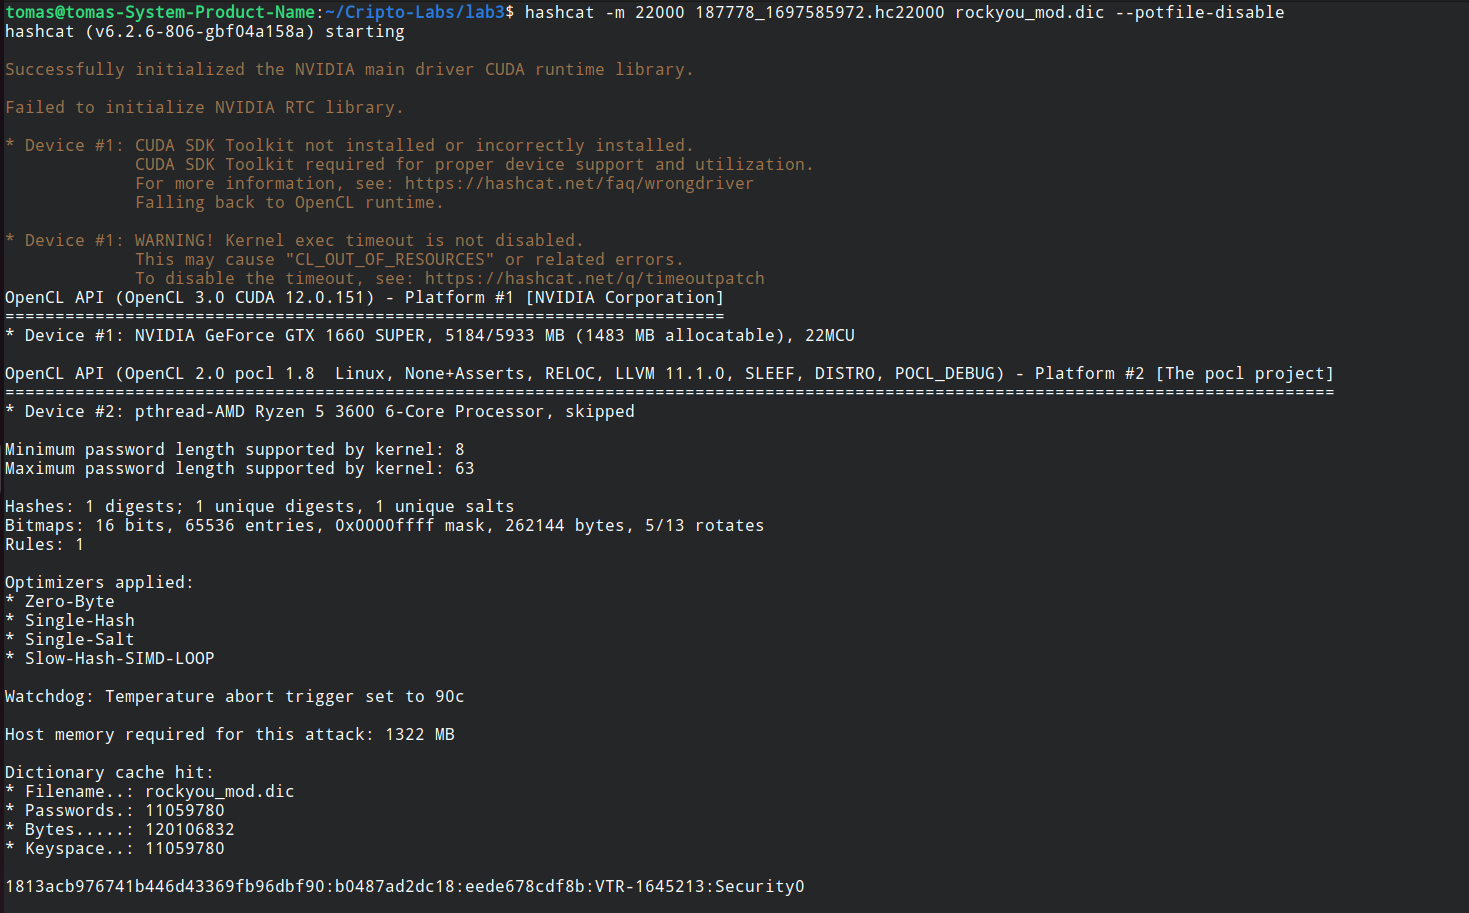 tomas@tomas-System-Product-Name:~/Cripto-Labs/lab3$ hashcat -m 22000 187778_1697585972.hc22000 rockyou_mod.dic --potfile-disable
hashcat (v6.2.6-806-gbf04a158a) starting
Successfully initialized the NVIDIA main driver CUDA runtime library.
Failed to initialize NVIDIA RTC library.
* Device #1: CUDA SDK Toolkit not installed or incorrectly installed.
CUDA SDK Toolkit required for proper device support and utilization.
For more information, see: https://hashcat.net/faq/wrongdriver
Falling back to OpenCL runtime.
* Device #1: WARNING! Kernel exec timeout is not disabled.
This may cause "CL_OUT_OF_RESOURCES" or related errors.
To disable the timeout, see: https://hashcat.net/q/timeoutpatch
OpenCL API (OpenCL 3.0 CUDA 12.0.151) - Platform #1 [NVIDIA Corporation]
========================================================================
* Device #1: NVIDIA GeForce GTX 1660 SUPER, 5184/5933 MB (1483 MB allocatable), 22MCU
OpenCL API (OpenCL 2.0 pocl 1.8  Linux, None+Asserts, RELOC, LLVM 11.1.0, SLEEF, DISTRO, POCL_DEBUG) - Platform #2 [The pocl project]
=====================================================================================================================================
* Device #2: pthread-AMD Ryzen 5 3600 6-Core Processor, skipped
Minimum password length supported by kernel: 8
Maximum password length supported by kernel: 63
Hashes: 1 digests; 1 unique digests, 1 unique salts
Bitmaps: 16 bits, 65536 entries, 0x0000ffff mask, 262144 bytes, 5/13 rotates
Rules: 1
Optimizers applied:
* Zero-Byte
* Single-Hash
* Single-Salt
* Slow-Hash-SIMD-LOOP
Watchdog: Temperature abort trigger set to 90c
Host memory required for this attack: 1322 MB
Dictionary cache hit:
* Filename..: rockyou_mod.dic
* Passwords.: 11059780
* Bytes.....: 120106832
* Keyspace..: 11059780
1813acb976741b446d43369fb96dbf90:b0487ad2dc18:eede678cdf8b:VTR-1645213:Security0